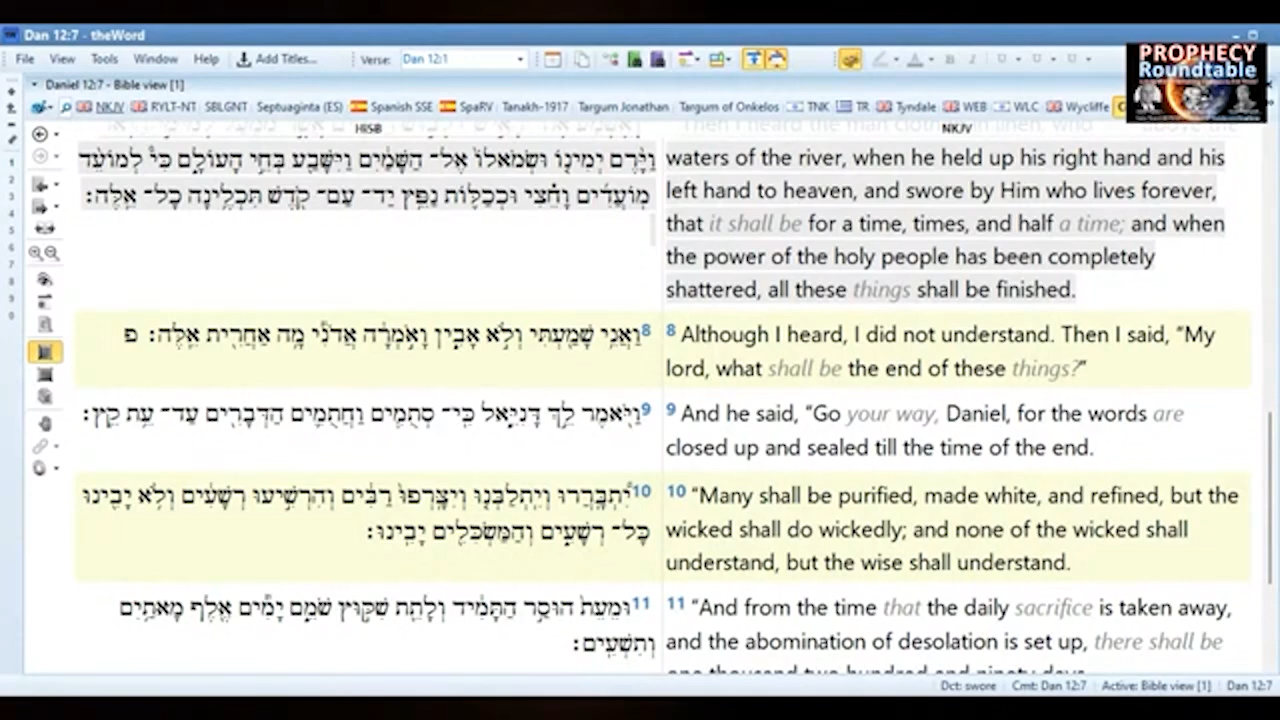 Dan 12:7 - theWord
PROPHECY
Roundtable
File View Tools Window Help Add Titles... Verse: Dan 12:1
Daniel 12:7 - Bible view [1]
NKJV RYLT-NT SBLGNT Septuaginta (ES) Spanish SSE SpaRV Tanakh-1917 Targum Jonathan Targum of Onkelos TNK TR Tyndale WEB WLC Wycliffe
HiSB
NKJV
וַיָּ֨רֶם יְמִינ֤וֹ וּשְׂמֹאלוֹ֙ אֶל־ הַשָּׁמַ֔יִם וַיִּשָּׁבַ֖ע בְּחֵ֣י הָעוֹלָ֑ם כִּי֩ לְמוֹעֵ֨ד
מֽוֹעֲדִ֜ים וָחֵ֗צִי וּכְכַלּ֛וֹת נַפֵּ֥ץ יַד־ עַם־ קֹ֖דֶשׁ תִּכְלֶ֥ינָה כָל־ אֵֽלֶּה׃
8 וַאֲנִ֥י שָׁמַ֖עְתִּי וְלֹ֣א אָבִ֑ין וָאֹ֣מְרָ֔ה אֲדֹנִ֕י מָ֥ה אַחֲרִ֖ית אֵֽלֶּה׃ פ
9 וַיֹּ֖אמֶר לֵ֣ךְ דָּנִיֵּ֑אל כִּֽי־ סְתֻמִ֧ים וַחֲתֻמִ֛ים הַדְּבָרִ֖ים עַד־ עֵ֥ת קֵֽץ׃
10 יִ֠תְבָּֽרֲרוּ וְיִֽתְלַבְּנ֤וּ וְיִצָּֽרְפוּ֙ רַבִּ֔ים וְהִרְשִׁ֣יעוּ רְשָׁעִ֔ים וְלֹ֥א יָבִ֖ינוּ
כָּל־ רְשָׁעִ֑ים וְהַמַּשְׂכִּלִ֖ים יָבִֽינוּ׃
11 וּמֵעֵת֙ הוּסַ֣ר הַתָּמִ֔יד וְלָתֵ֖ת שִׁקּ֣וּץ שֹׁמֵ֑ם יָמִ֕ים אֶ֖לֶף מָאתַ֥יִם
וְתִשְׁעִֽים׃
waters of the river, when he held up his right hand and his
left hand to heaven, and swore by Him who lives forever,
that it shall be for a time, times, and half a time; and when
the power of the holy people has been completely
shattered, all these things shall be finished.
8 Although I heard, I did not understand. Then I said, “My
lord, what shall be the end of these things?”
9 And he said, “Go your way, Daniel, for the words are
closed up and sealed till the time of the end.
10 “Many shall be purified, made white, and refined, but the
wicked shall do wickedly; and none of the wicked shall
understand, but the wise shall understand.
11 “And from the time that the daily sacrifice is taken away,
and the abomination of desolation is set up, there shall be
one thousand two hundred and ninety days.
Dct: swore Cmt: Dan 12:7 Active: Bible view [1] Dan 12:7